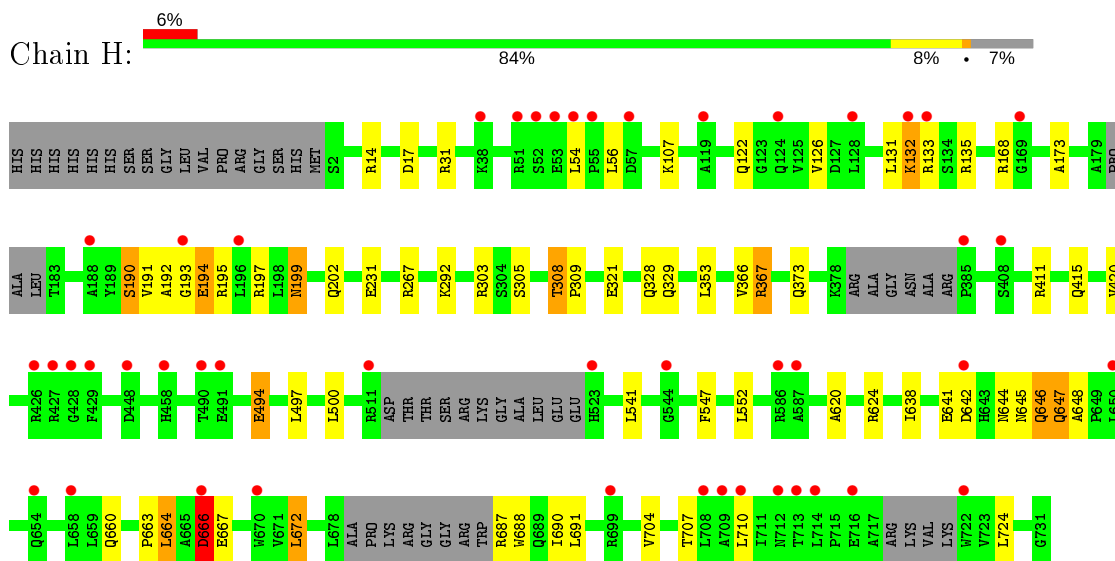 6%
Chain H:
84% 8% • 7%
HIS HIS HIS HIS HIS HIS SER SER GLY LEU VAL PRO ARG GLY SER HIS MET S2 R14 D17 R31 K38 R51 S52 E53 L54 P55 L56 D57 K107 A119 Q122 G123 Q124 V125 V126 D127 L128 L131 K132 R133 S134 R135 R168 G169 A173 A179 PRO
ALA LEU T183 A188 Y189 S190 V191 A192 G193 E194 R195 L196 R197 L198 N199 Q202 E231 R267 K292 R303 S304 S305 T308 P309 E321 Q328 Q329 L353 V366 R367 Q373 K378 ARG ALA GLY ASN ALA ARG P385 S408 R411 Q415 V420
R426 R427 G428 F429 D448 H458 T490 E491 E494 L497 L500 R511 ASP THR THR SER ARG LYS GLY ALA LEU GLU GLU H523 L541 G544 F547 L552 R586 A587 A620 R624 I638 E641 D642 H643 N644 N645 Q646 Q647 A648 P649 I650
Q654 L658 L659 Q660 P663 L664 A665 D666 E667 W670 V671 L672 L678 ALA PRO LYS ARG GLY GLY ARG TRP R687 W688 Q689 I690 L691 R699 V704 T707 L708 A709 L710 I711 N712 T713 L714 P715 E716 A717 ARG LYS VAL LYS W722 V723 L724 G731